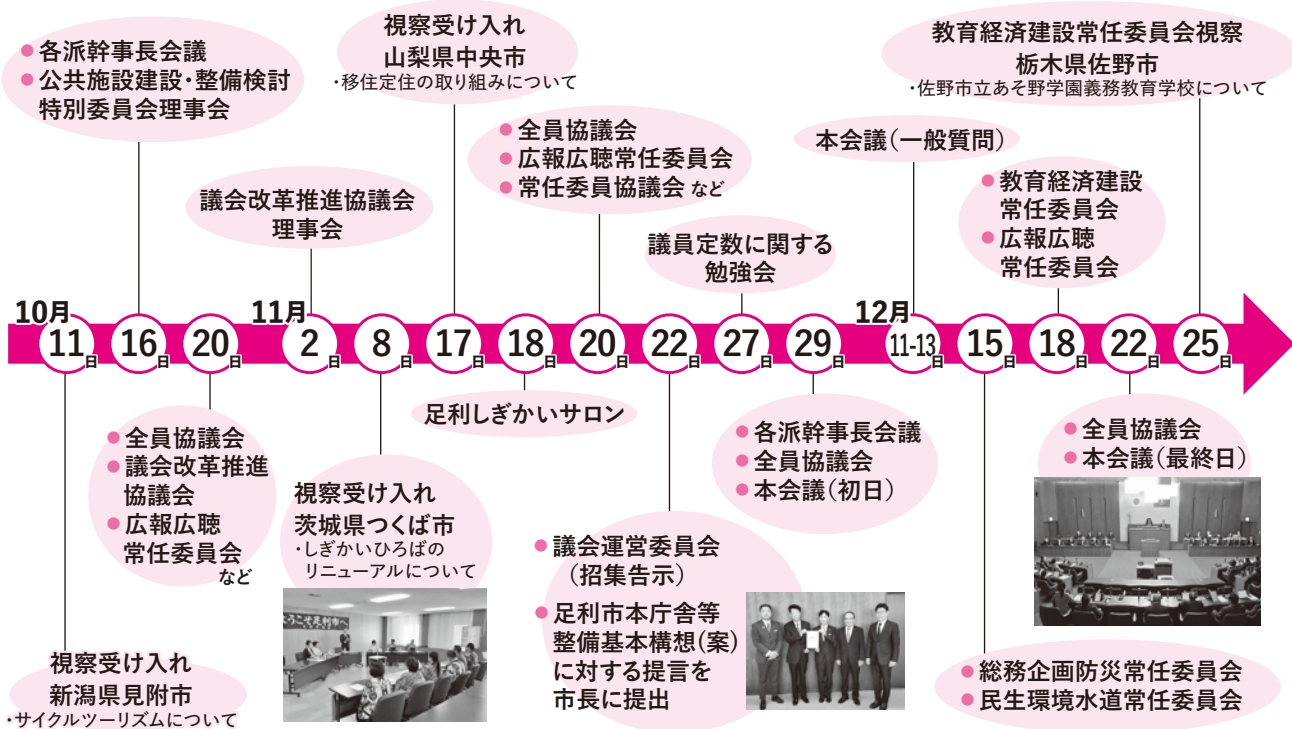 ● 各派幹事長会議
● 公共施設建設・整備検討
特別委員会理事会
視察受け入れ
山梨県中央市
・移住定住の取り組みについて
教育経済建設常任委員会視察
栃木県佐野市
・佐野市立あそ野学園義務教育学校について
議会改革推進協議会
理事会
● 全員協議会
● 広報広聴常任委員会
● 常任委員協議会 など
議員定数に関する
勉強会
本会議（一般質問）
● 教育経済建設
常任委員会
● 広報広聴
常任委員会
10月
11日
16日
20日
11月
2日
8日
17日
18日
20日
22日
27日
29日
12月
11-13日
15日
18日
22日
25日
視察受け入れ
新潟県見附市
・サイクルツーリズムについて
● 全員協議会
● 議会改革推進
協議会
● 広報広聴
常任委員会
など
視察受け入れ
茨城県つくば市
・しぎかいひろばの
リニューアルについて
ようこそ足利市へ
足利しぎかいサロン
● 議会運営委員会
（招集告示）
● 足利市本庁舎等
整備基本構想(案)
に対する提言を
市長に提出
● 各派幹事長会議
● 全員協議会
● 本会議（初日）
● 総務企画防災常任委員会
● 民生環境水道常任委員会
● 全員協議会
● 本会議（最終日）